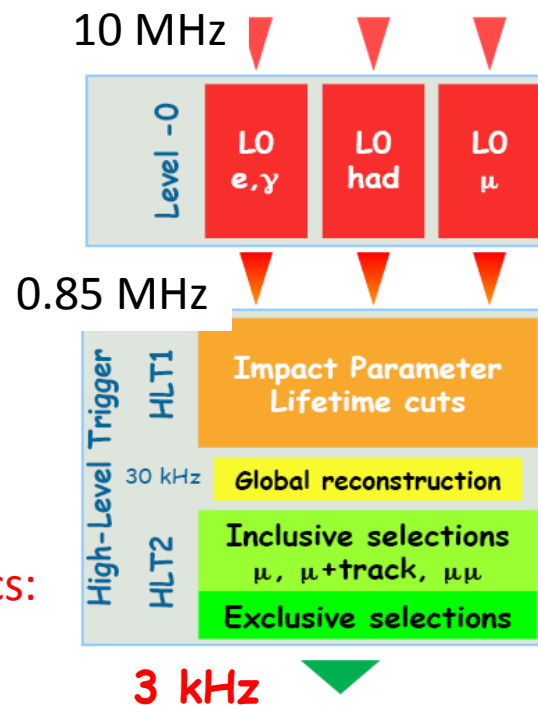 10 MHz
Level -0
L0
e,γ
L0
had
L0
μ
0.85 MHz
High-Level Trigger
HLT1
Impact Parameter
Lifetime cuts
30 kHz
Global reconstruction
HLT2
Inclusive selections
μ, μ+track, μμ
Exclusive selections
cs:
3 kHz